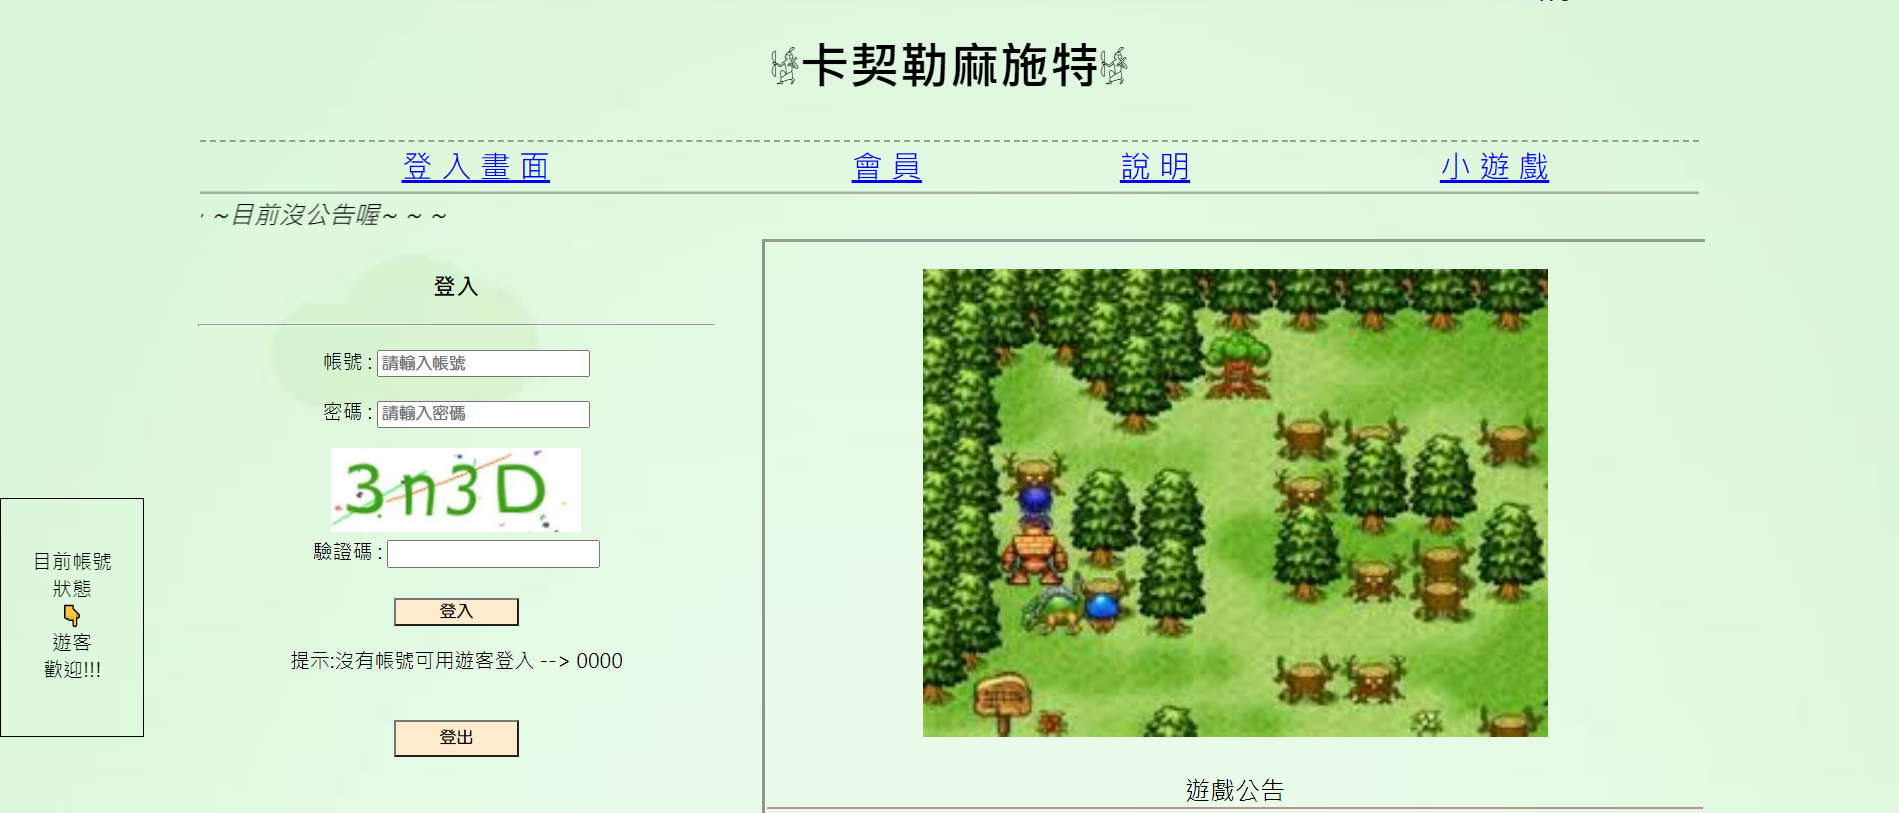 卡契勒麻施特
登入畫面 會員 說明 小遊戲
~目前沒公告喔~ ~ ~
登入
帳號 : 請輸入帳號
密碼 : 請輸入密碼
3n3D
驗證碼 :
登入
提示:沒有帳號可用遊客登入 --> 0000
登出
目前帳號
狀態
👇
遊客
歡迎!!!
遊戲公告